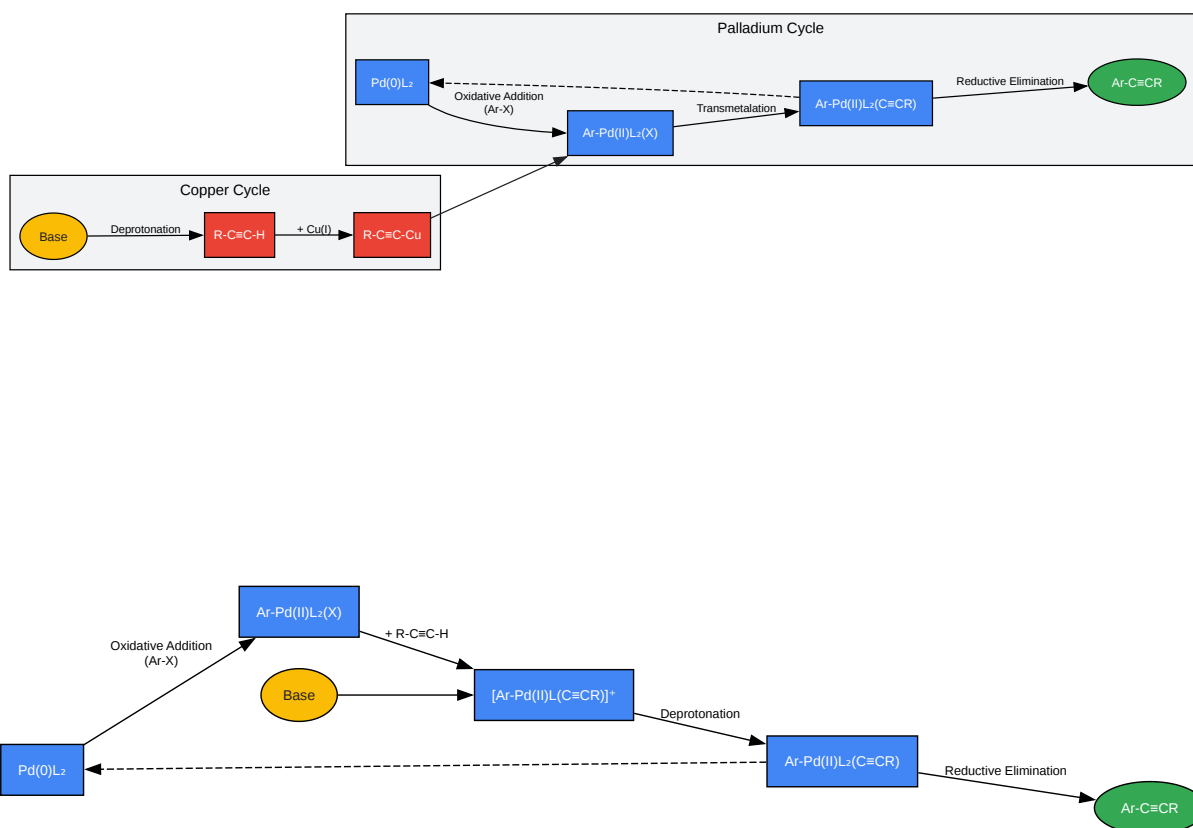 Palladium Cycle
Pd(0)L₂
Oxidative Addition
(Ar-X)
Ar-Pd(II)L₂(X)
Transmetalation
Ar-Pd(II)L₂(C≡CR)
Reductive Elimination
Ar-C≡CR
Copper Cycle
Base
Deprotonation
R-C≡C-H
+ Cu(I)
R-C≡C-Cu
Ar-Pd(II)L₂(X)
+ R-C≡C-H
Oxidative Addition
(Ar-X)
Base
[Ar-Pd(II)L(C≡CR)]⁺
Deprotonation
Pd(0)L₂
Ar-Pd(II)L₂(C≡CR)
Reductive Elimination
Ar-C≡CR